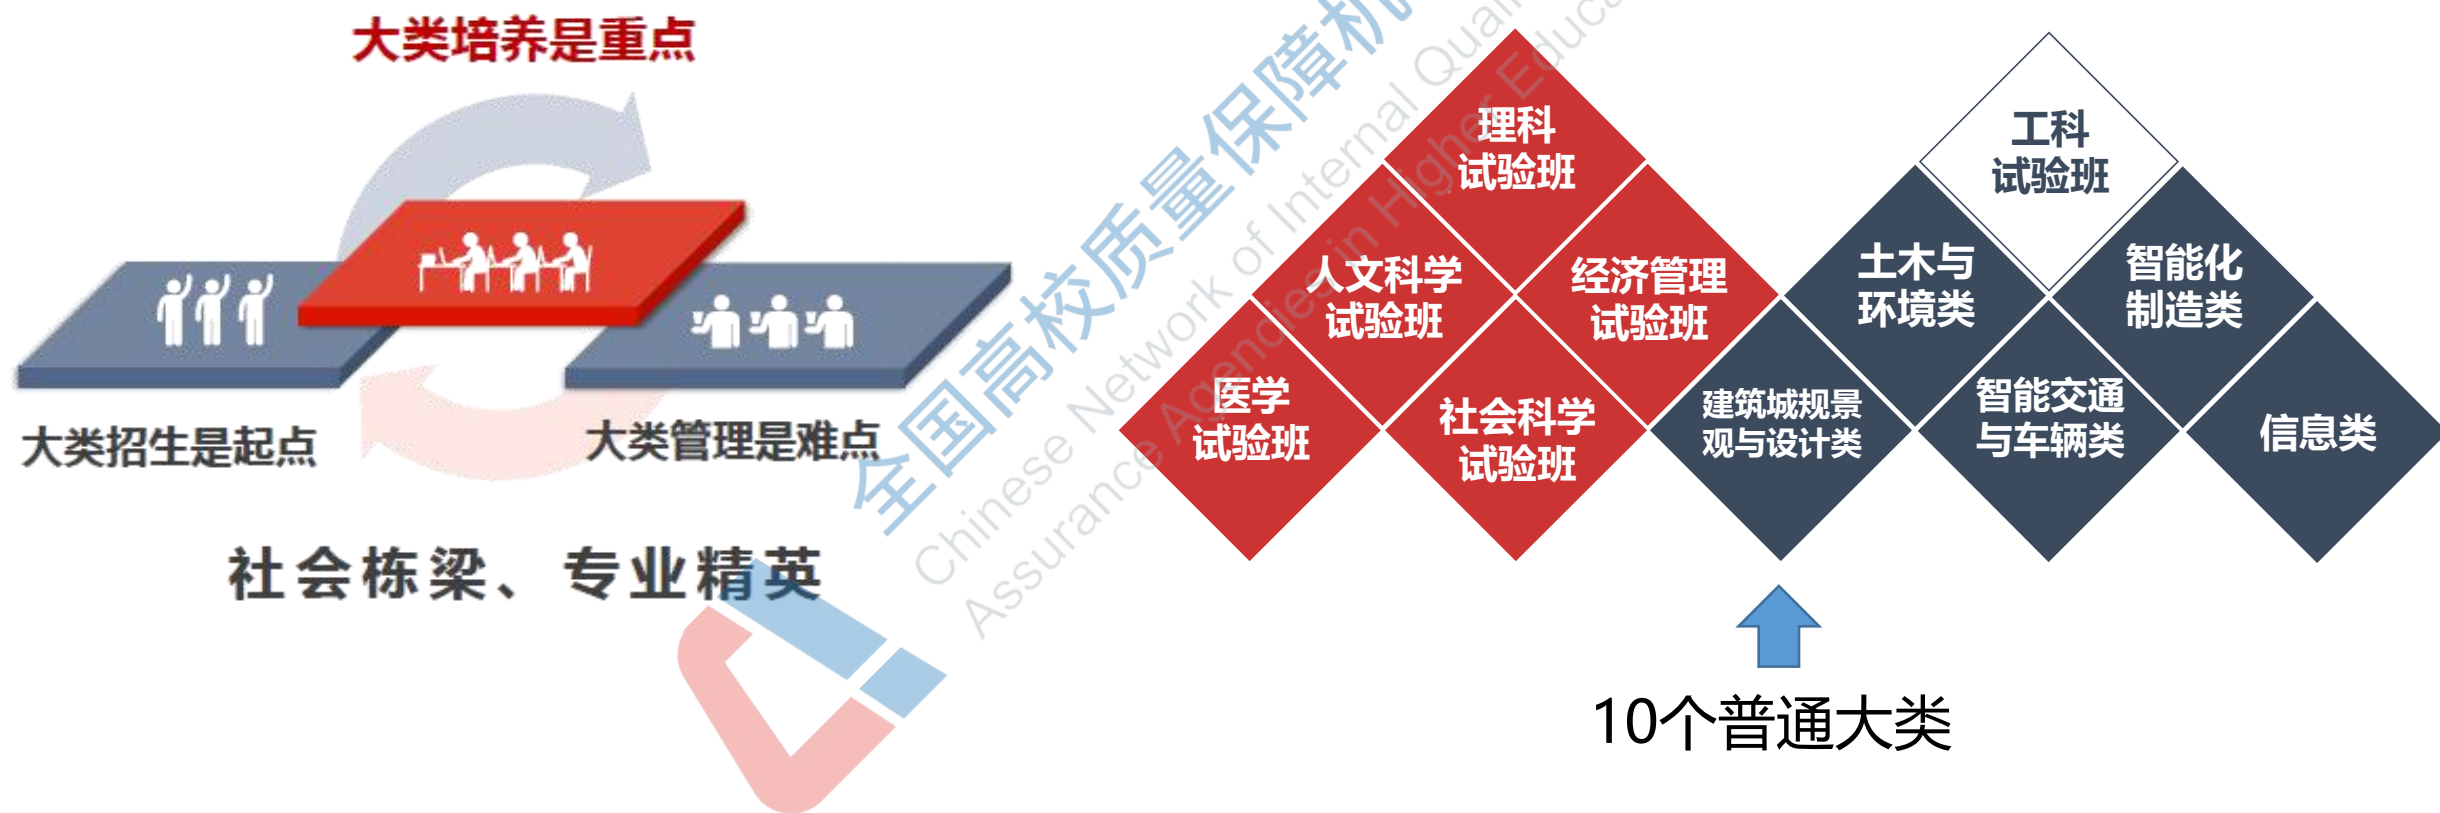 大类培养是重点
大类招生是起点
大类管理是难点
社会栋梁、专业精英
理科
试验班
人文科学
试验班
经济管理
试验班
医学
试验班
社会科学
试验班
工科
试验班
土木与
环境类
智能化
制造类
建筑城规景
观与设计类
智能交通
与车辆类
信息类
10个普通大类
全国高校质量保障机
Chinese Network of Internal Quali
Assurance Agencies in Higher Educa